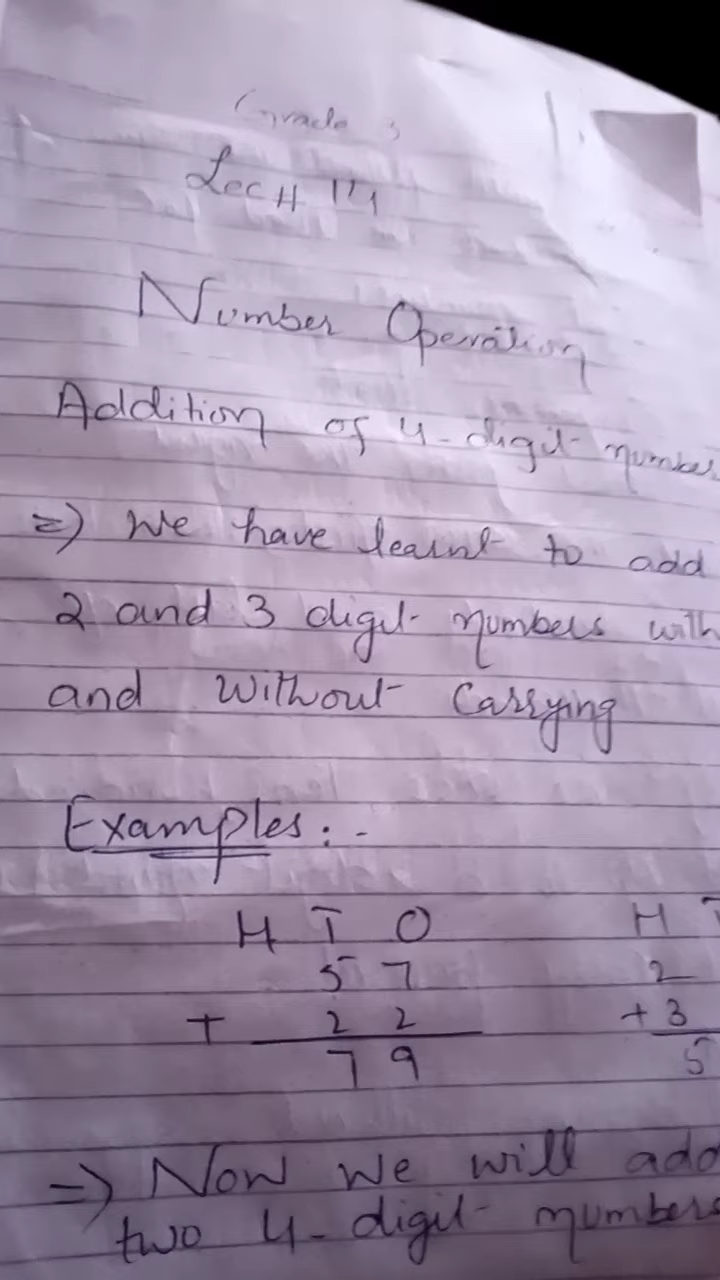 Grade 3
Lec # 14
Number Operation
Addition of 4-digit number
=> We have learnt to add
2 and 3 digit numbers with
and without carrying
Examples :-
H T O H T
5 7 2
+ 2 2 + 3
7 9 5
=> Now we will add
two 4-digit numbers